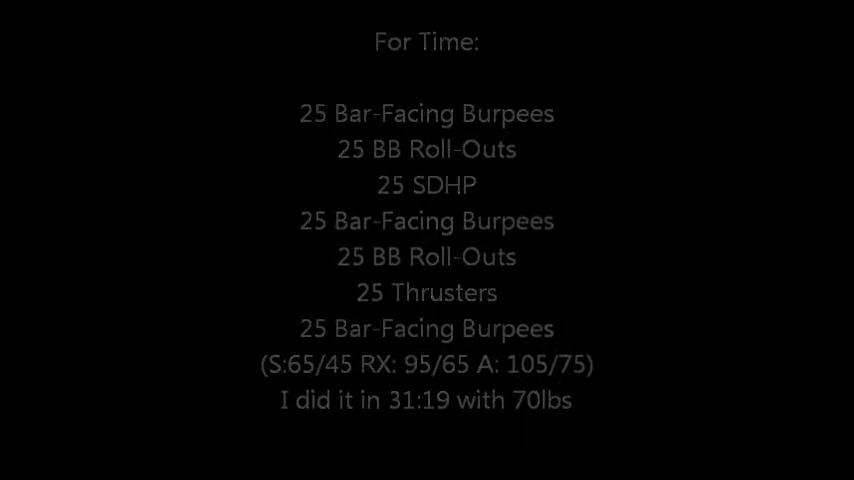 For Time:
25 Bar-Facing Burpees
25 BB Roll-Outs
25 SDHP
25 Bar-Facing Burpees
25 BB Roll-Outs
25 Thrusters
25 Bar-Facing Burpees
(S:65/45 RX: 95/65 A: 105/75)
I did it in 31:19 with 70lbs